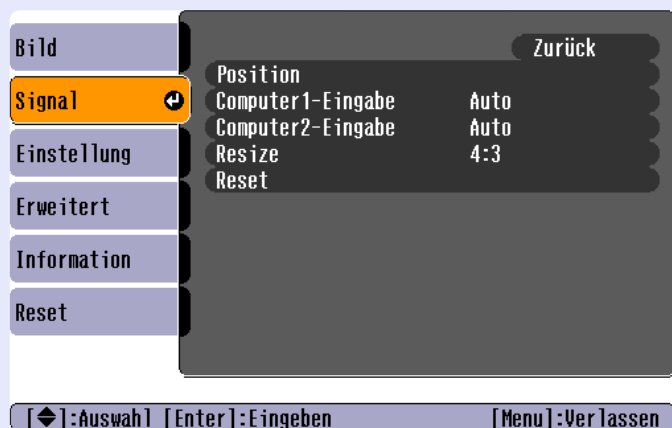 Bild
Signal
Einstellung
Erweitert
Information
Reset
Zurück
Position
Computer1-Eingabe Auto
Computer2-Eingabe Auto
Resize 4:3
Reset
[◆]:Auswahl [Enter]:Eingeben [Menu]:Verlassen